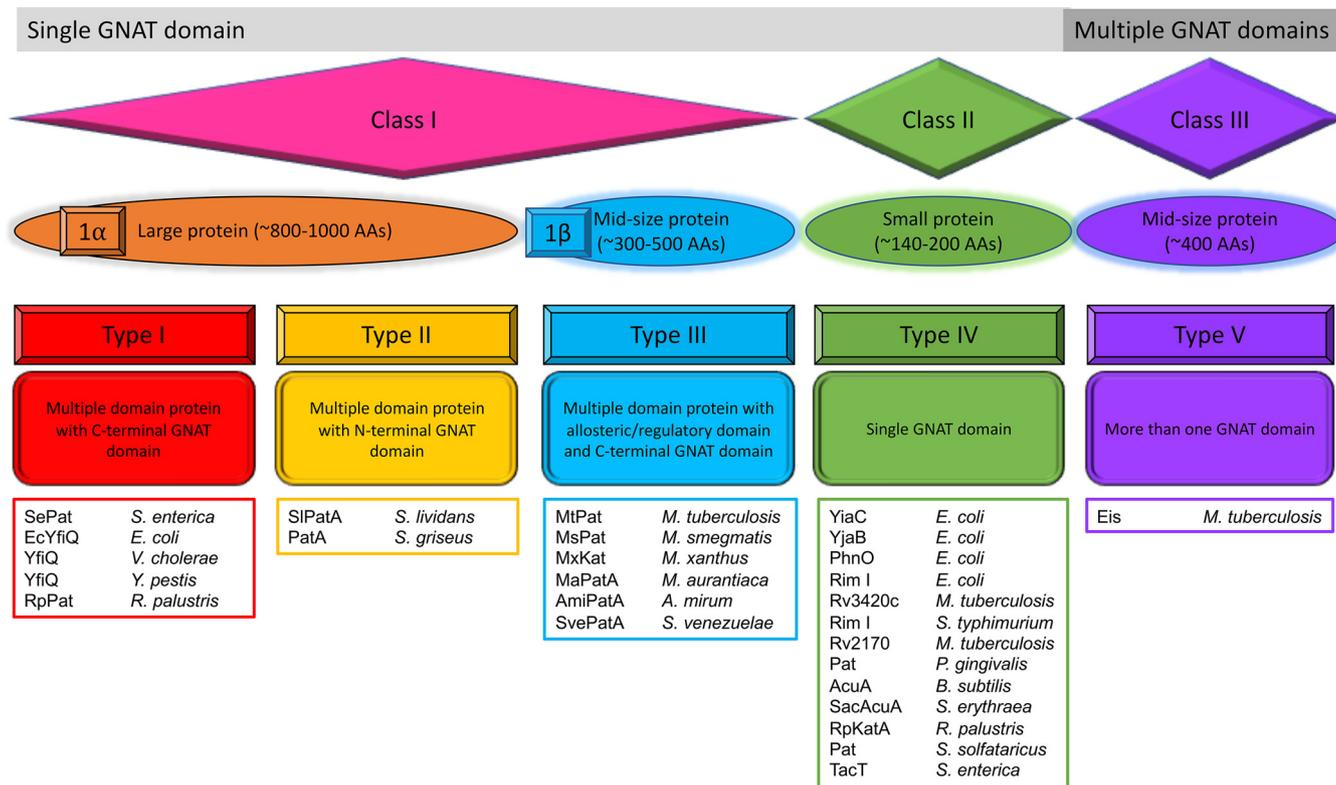 Single GNAT domain
Multiple GNAT domains
Class I
Class II
Class III
1α
Large protein (~800-1000 AAs)
1β
Mid-size protein
(~300-500 AAs)
Small protein
(~140-200 AAs)
Mid-size protein
(~400 AAs)
Type I
Type II
Type III
Type IV
Type V
Multiple domain protein
with C-terminal GNAT
domain
Multiple domain protein
with N-terminal GNAT
domain
Multiple domain protein with
allosteric/regulatory domain
and C-terminal GNAT domain
Single GNAT domain
More than one GNAT domain
SePat S. enterica
EcYfiQ E. coli
YfiQ V. cholerae
YfiQ Y. pestis
RpPat R. palustris
SlPatA S. lividans
PatA S. griseus
MtPat M. tuberculosis
MsPat M. smegmatis
MxKat M. xanthus
MaPatA M. aurantiaca
AmiPatA A. mirum
SvePatA S. venezuelae
YiaC E. coli
YjaB E. coli
PhnO E. coli
Rim I E. coli
Rv3420c M. tuberculosis
Rim I S. typhimurium
Rv2170 M. tuberculosis
Pat P. gingivalis
AcuA B. subtilis
SacAcuA S. erythraea
RpKatA R. palustris
Pat S. solfataricus
TacT S. enterica
Eis M. tuberculosis